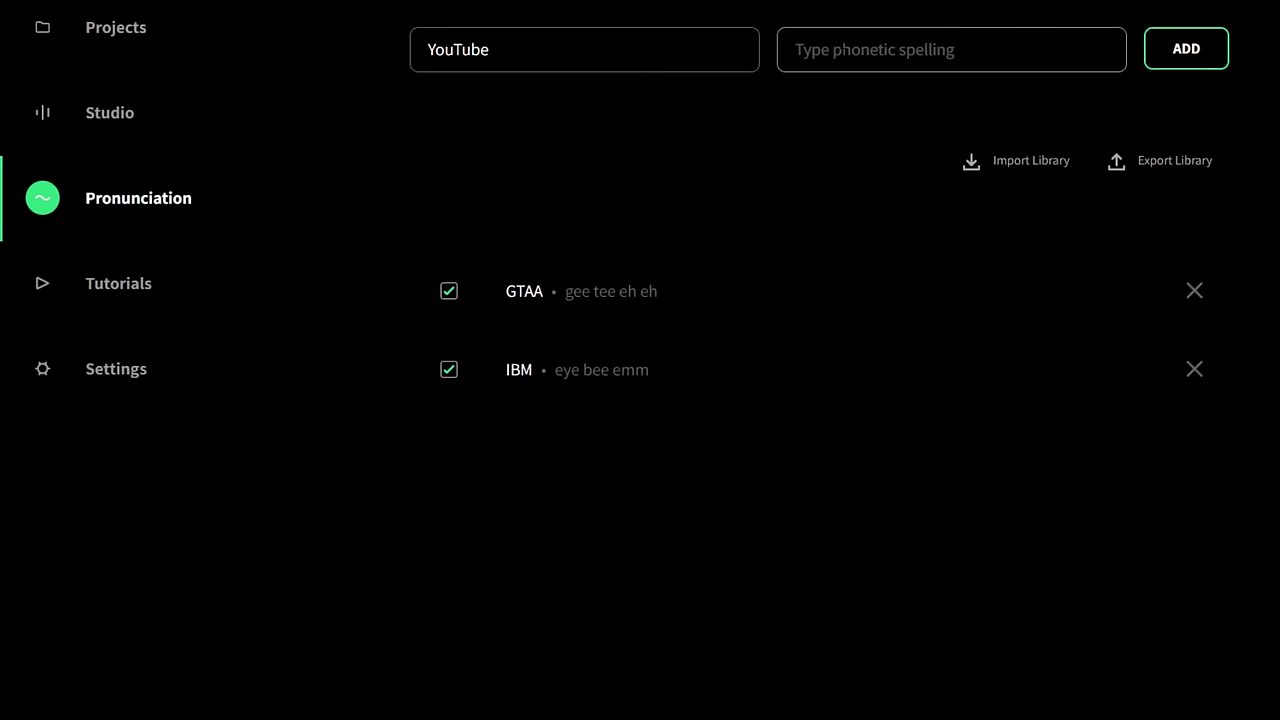 Projects
Studio
Pronunciation
Tutorials
Settings
YouTube
Type phonetic spelling
ADD
Import Library
Export Library
GTAA • gee tee eh eh
IBM • eye bee emm